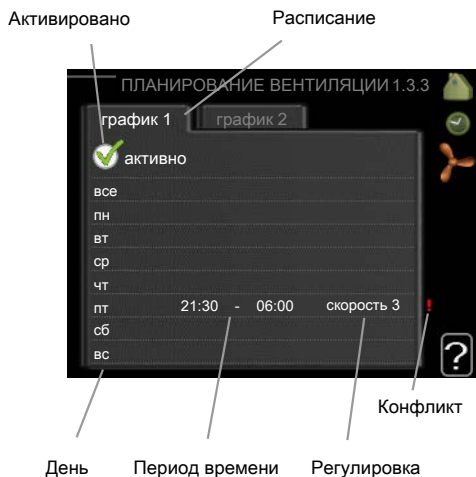 Активировано Расписание
ПЛАНИРОВАНИЕ ВЕНТИЛЯЦИИ 1.3.3
график 1 график 2
активно
все
пн
вт
ср
чт
пт 21:30 - 06:00 скорость 3 !
сб
вс
?
Конфликт
День Период времени Регулировка